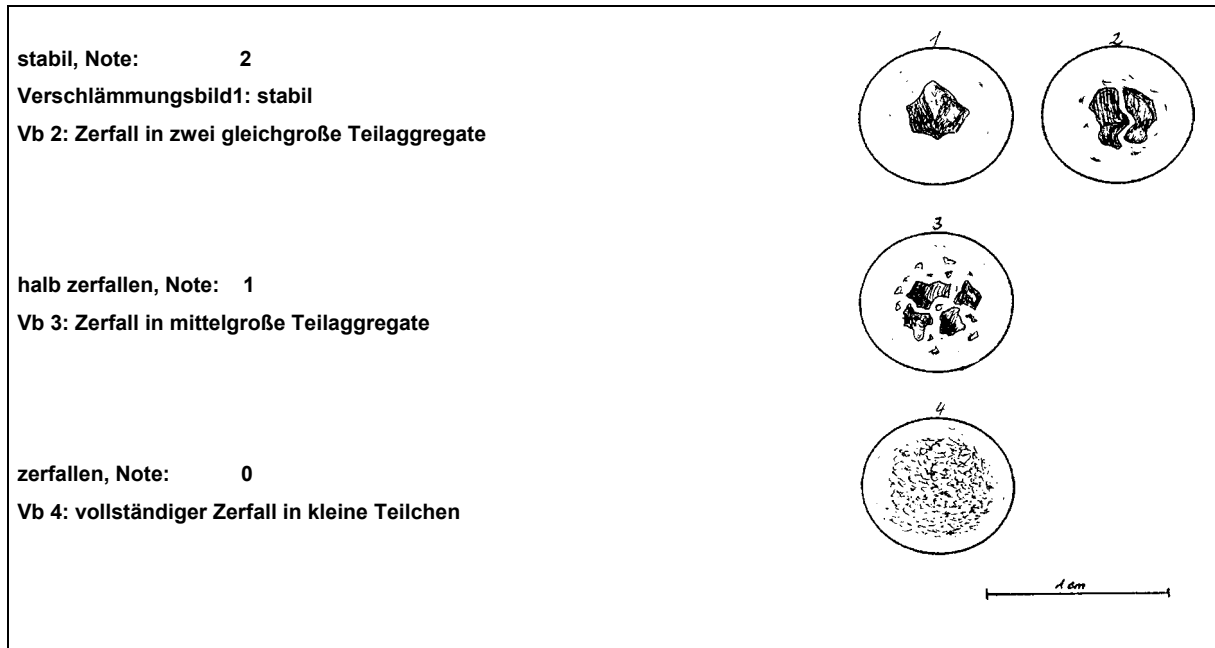 1 2
stabil, Note: 2
Verschlämmungsbild1: stabil
Vb 2: Zerfall in zwei gleichgroße Teilaggregate
3
halb zerfallen, Note: 1
Vb 3: Zerfall in mittelgroße Teilaggregate
4
zerfallen, Note: 0
Vb 4: vollständiger Zerfall in kleine Teilchen
1 cm